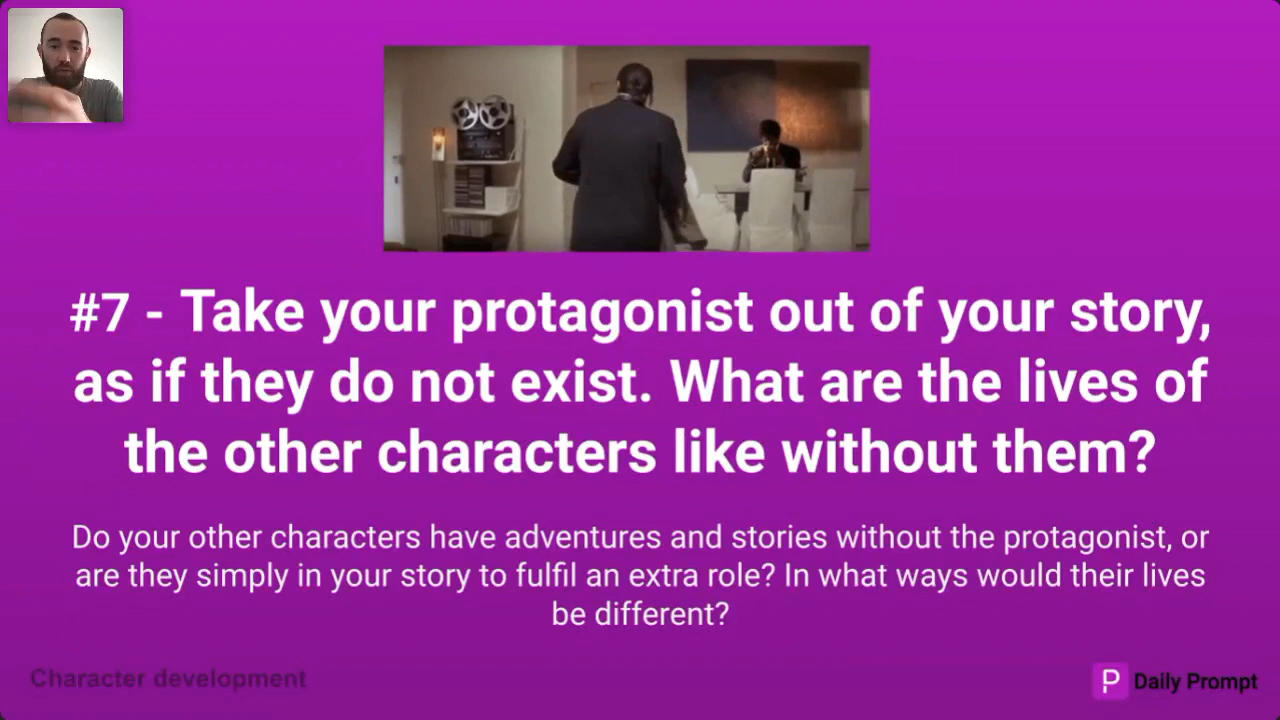 #7 - Take your protagonist out of your story,
as if they do not exist. What are the lives of
the other characters like without them?
Do your other characters have adventures and stories without the protagonist, or
are they simply in your story to fulfil an extra role? In what ways would their lives
be different?
Character development
P Daily Prompt